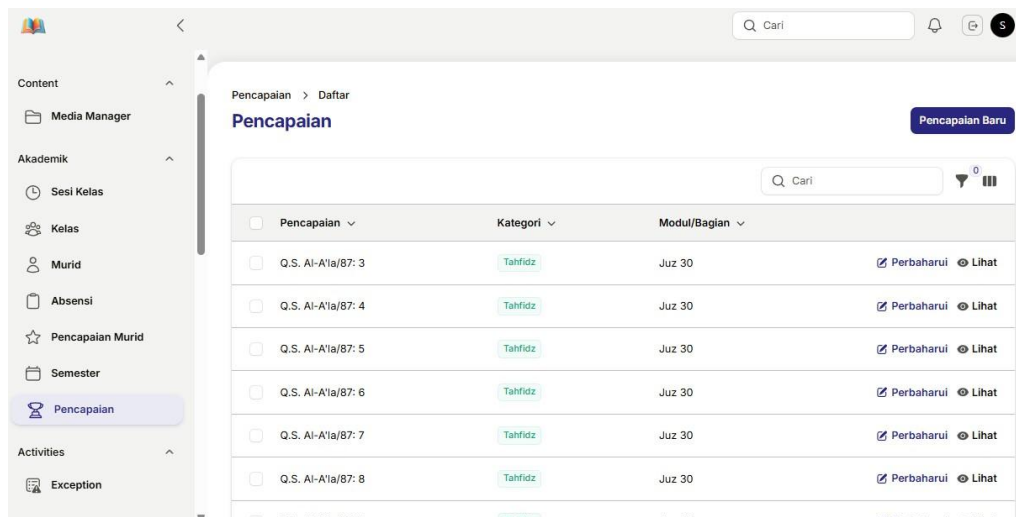 Cari
S
Content
Media Manager
Akademik
Sesi Kelas
Kelas
Murid
Absensi
Pencapaian Murid
Semester
Pencapaian
Activities
Exception
Pencapaian > Daftar
Pencapaian
Pencapaian Baru
Cari
0
Pencapaian Kategori Modul/Bagian
Q.S. Al-A'la/87: 3 Tahfidz Juz 30 Perbaharui Lihat
Q.S. Al-A'la/87: 4 Tahfidz Juz 30 Perbaharui Lihat
Q.S. Al-A'la/87: 5 Tahfidz Juz 30 Perbaharui Lihat
Q.S. Al-A'la/87: 6 Tahfidz Juz 30 Perbaharui Lihat
Q.S. Al-A'la/87: 7 Tahfidz Juz 30 Perbaharui Lihat
Q.S. Al-A'la/87: 8 Tahfidz Juz 30 Perbaharui Lihat